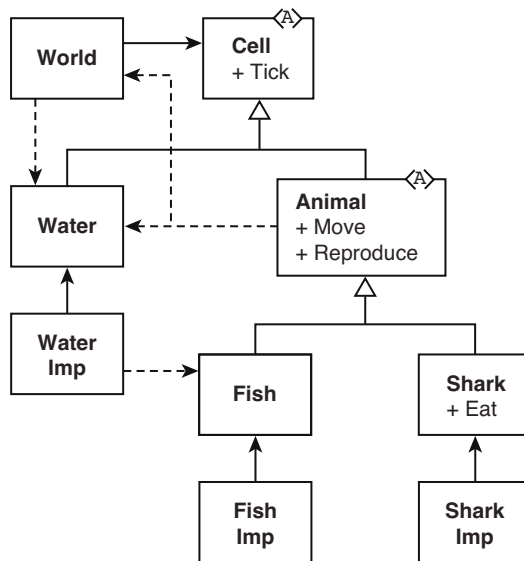 <A>
World
Cell
+ Tick
<A>
Water
Animal
+ Move
+ Reproduce
Water
Imp
Fish
Shark
+ Eat
Fish
Imp
Shark
Imp